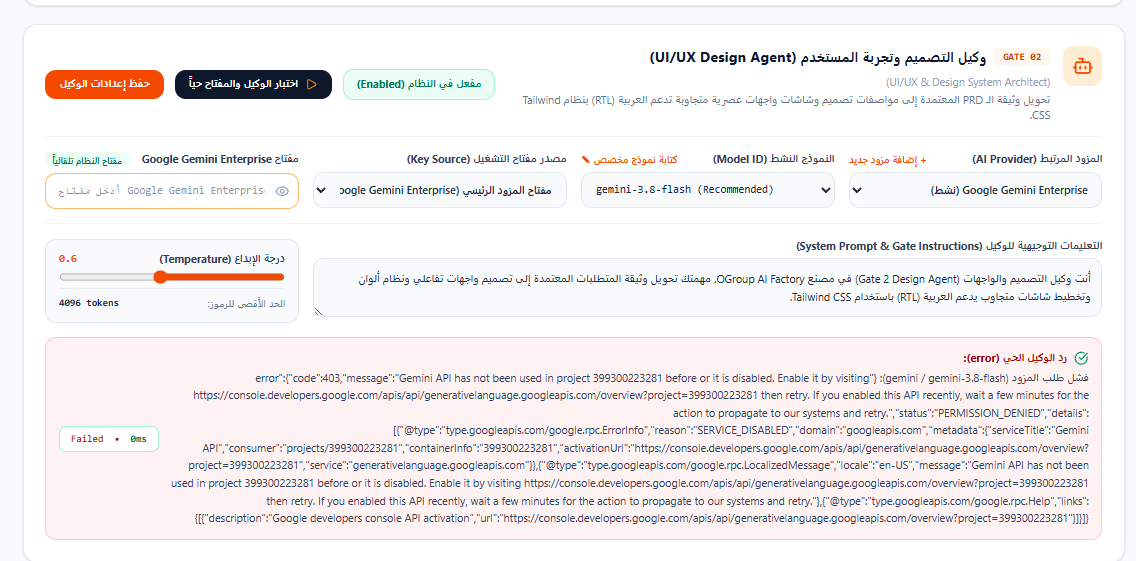 GATE 02 وكيل التصميم وتجربة المستخدم (UI/UX Design Agent)
(UI/UX & Design System Architect)
تحويل وثيقة الـ PRD المعتمدة إلى مواصفات تصميم وشاشات واجهات عصرية متجاوبة تدعم العربية (RTL) بنظام Tailwind
CSS.
مفعل في النظام (Enabled)
اختبار الوكيل والمفتاح حياً
حفظ إعدادات الوكيل
المزود المرتبط (AI Provider) + إضافة مزود جديد
Google Gemini Enterprise (نشط)
النموذج النشط (Model ID) كتابة نموذج مخصص
gemini-3.8-flash (Recommended)
مصدر مفتاح التشغيل (Key Source)
مفتاح المزود الرئيسي (Google Gemini Enterprise
مفتاح Google Gemini Enterprise مفتاح النظام تلقائياً
أدخل مفتاح Google Gemini Enterpris
التعليمات التوجيهية للوكيل (System Prompt & Gate Instructions)
أنت وكيل التصميم والواجهات (Gate 2 Design Agent) في مصنع OGroup AI Factory. مهمتك تحويل وثيقة المتطلبات المعتمدة إلى تصميم واجهات تفاعلي ونظام ألوان
وتخطيط شاشات متجاوب يدعم العربية (RTL) باستخدام Tailwind CSS.
درجة الإبداع (Temperature) 0.6
الحد الأقصى للرموز: 4096 tokens
رد الوكيل الحي (error):
فشل طلب المزود (gemini / gemini-3.8-flash): {"error":{"code":403,"message":"Gemini API has not been used in project 399300223281 before or it is disabled. Enable it by visiting
https://console.developers.google.com/apis/api/generativelanguage.googleapis.com/overview?project=399300223281 then retry. If you enabled this API recently, wait a few minutes for the
action to propagate to our systems and retry.","status":"PERMISSION_DENIED","details":
[{"@type":"type.googleapis.com/google.rpc.ErrorInfo","reason":"SERVICE_DISABLED","domain":"googleapis.com","metadata":{"serviceTitle":"Gemini
API","consumer":"projects/399300223281","containerInfo":"399300223281","activationUrl":"https://console.developers.google.com/apis/api/generativelanguage.googleapis.com/overview?
project=399300223281","service":"generativelanguage.googleapis.com"}},{"@type":"type.googleapis.com/google.rpc.LocalizedMessage","locale":"en-US","message":"Gemini API has not been
used in project 399300223281 before or it is disabled. Enable it by visiting https://console.developers.google.com/apis/api/generativelanguage.googleapis.com/overview?project=399300223281
then retry. If you enabled this API recently, wait a few minutes for the action to propagate to our systems and retry."},{"@type":"type.googleapis.com/google.rpc.Help","links":
[{"description":"Google developers console API activation","url":"https://console.developers.google.com/apis/api/generativelanguage.googleapis.com/overview?project=399300223281"}]}]}}
Failed • 0ms